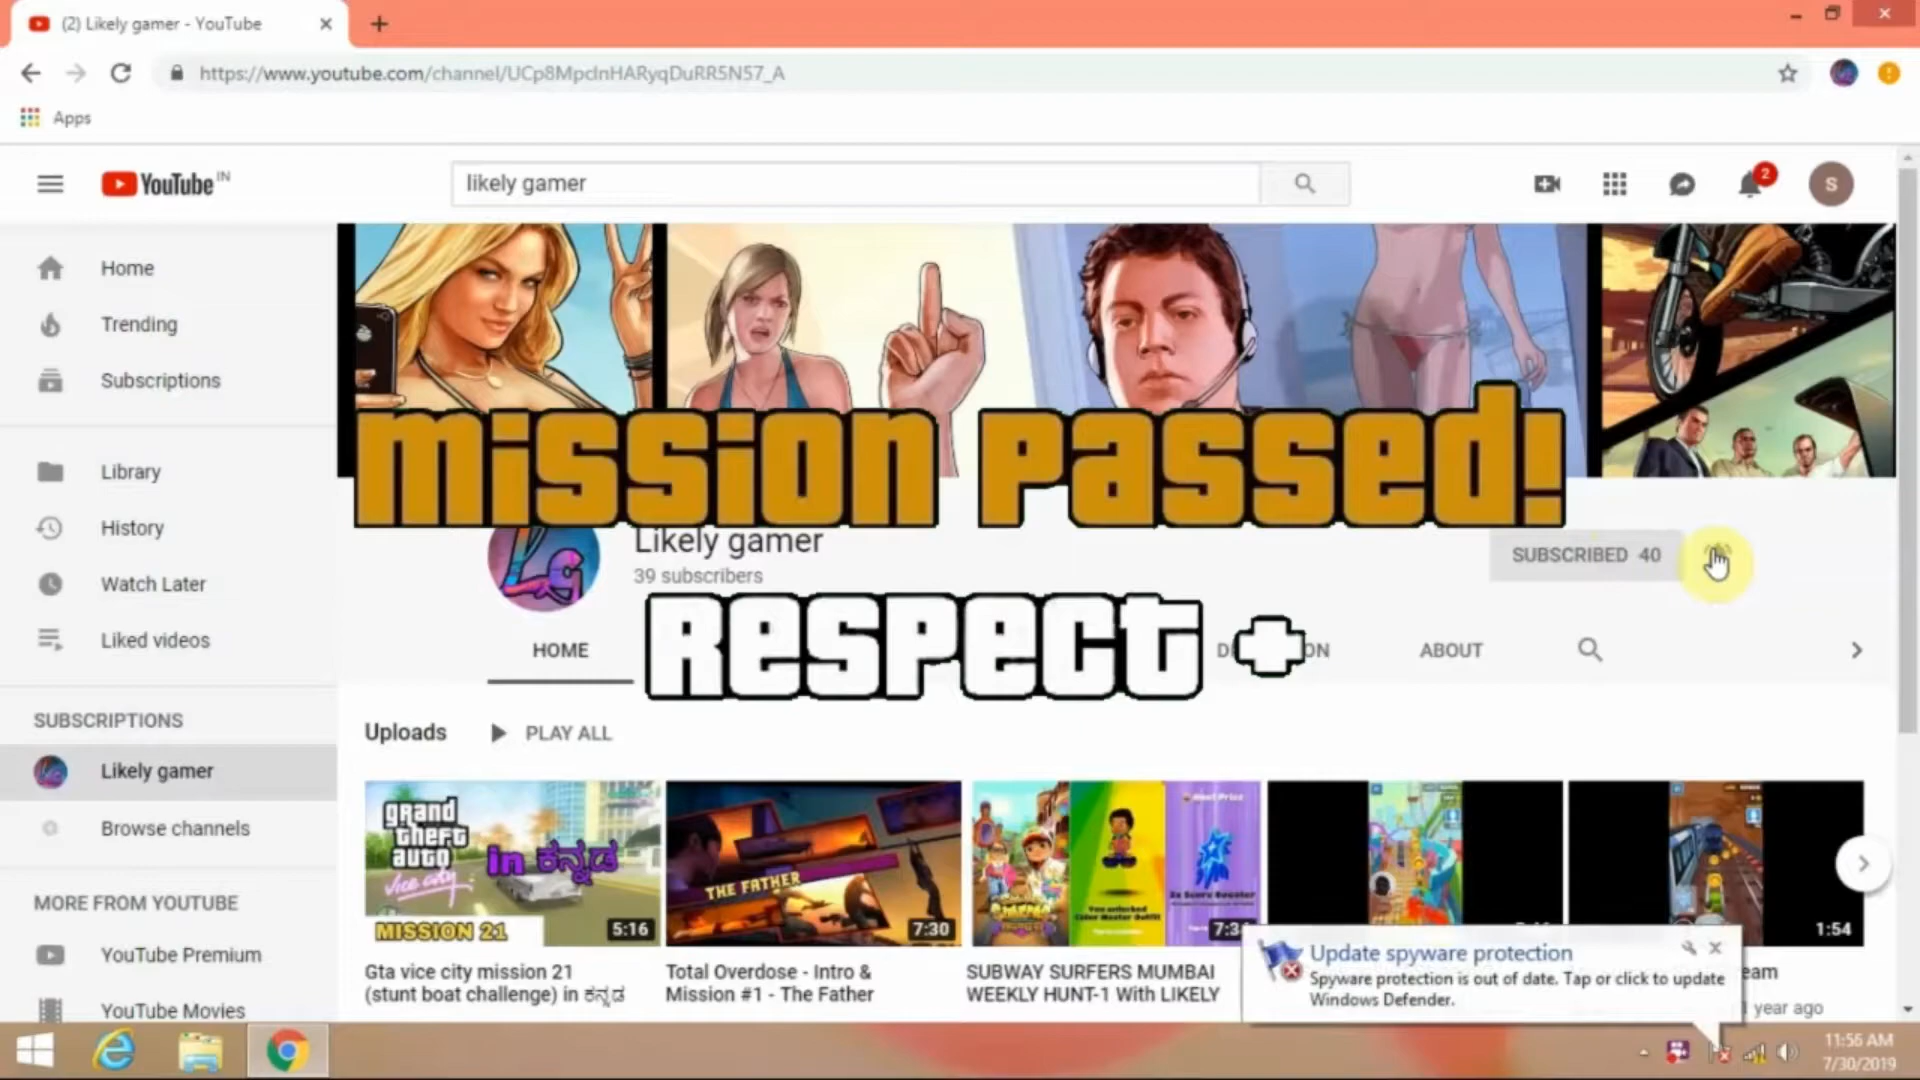 (2) Likely gamer - YouTube
https://www.youtube.com/channel/UCp8MpcInHARyqDuRR5N57_A
Apps
YouTube IN
likely gamer
2
S
Home
Trending
Subscriptions
Library
History
Watch Later
Liked videos
SUBSCRIPTIONS
Likely gamer
Browse channels
MORE FROM YOUTUBE
YouTube Premium
YouTube Movies
mission passed!
Likely gamer
39 subscribers
SUBSCRIBED 40
Respect +
HOME
ABOUT
Uploads
PLAY ALL
grand
theft
auto
vice city
in ಕನ್ನಡ
MISSION 21
5:16
THE FATHER
7:30
1:54
Gta vice city mission 21
(stunt boat challenge) in ಕನ್ನಡ
Total Overdose - Intro &
Mission #1 - The Father
SUBWAY SURFERS MUMBAI
WEEKLY HUNT-1 With LIKELY
Update spyware protection
Spyware protection is out of date. Tap or click to update
Windows Defender.
year ago
11:56 AM
7/30/2019